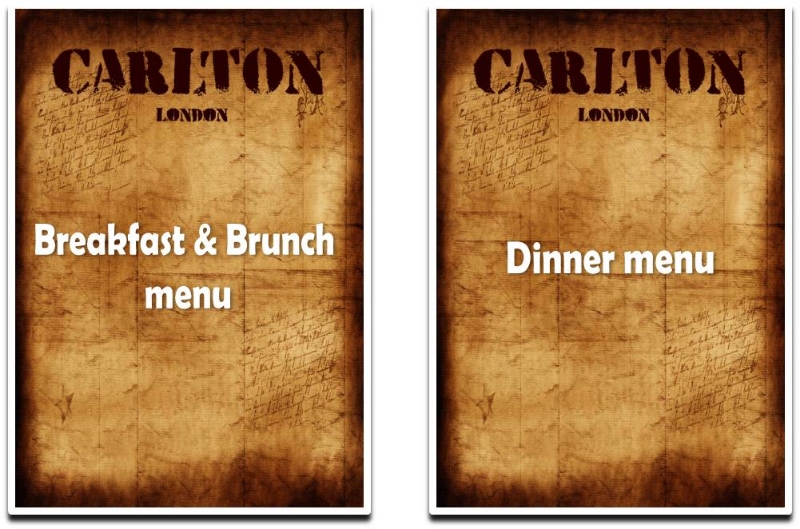 CARLTON
LONDON
Breakfast & Brunch
menu
CARLTON
LONDON
Dinner menu